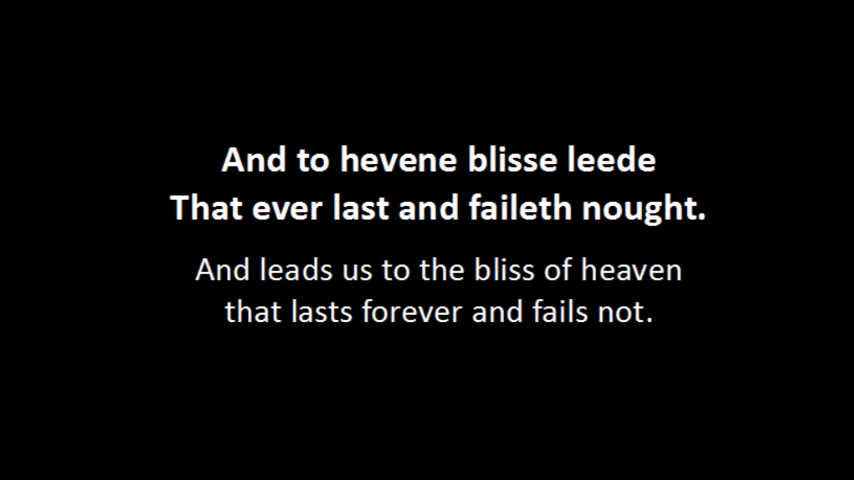 And to hevene blisse leede
That ever last and faileth nought.
And leads us to the bliss of heaven
that lasts forever and fails not.